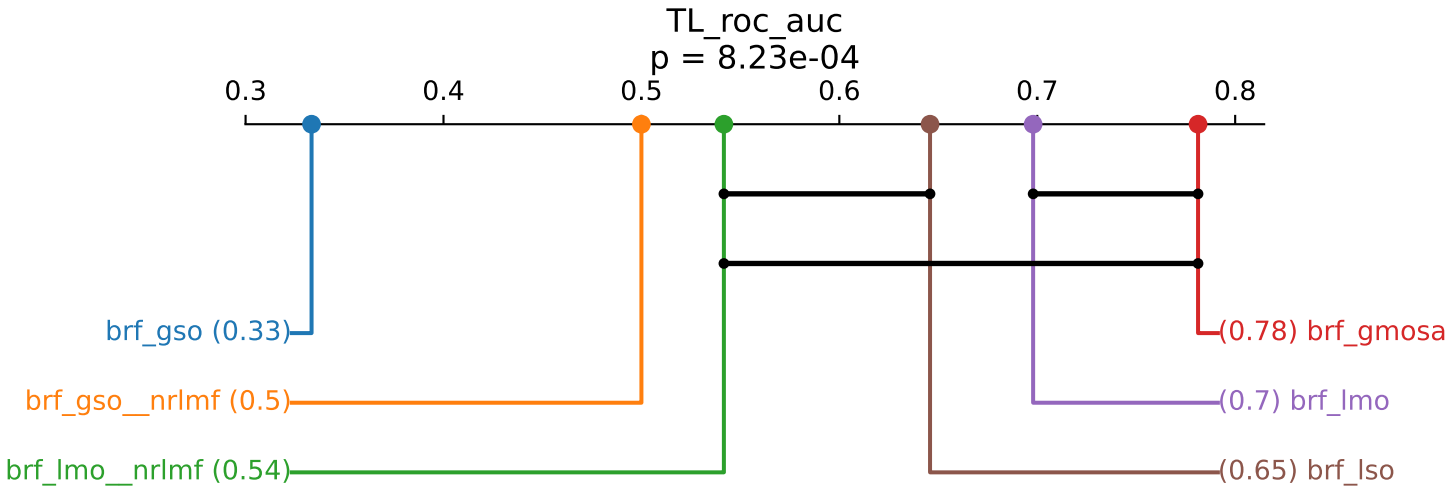 TL_roc_auc
p = 8.23e-04
0.3 0.4 0.5 0.6 0.7 0.8
brf_gso (0.33) (0.78) brf_gmosa
brf_gso__nrlmf (0.5) (0.7) brf_lmo
brf_lmo__nrlmf (0.54) (0.65) brf_lso